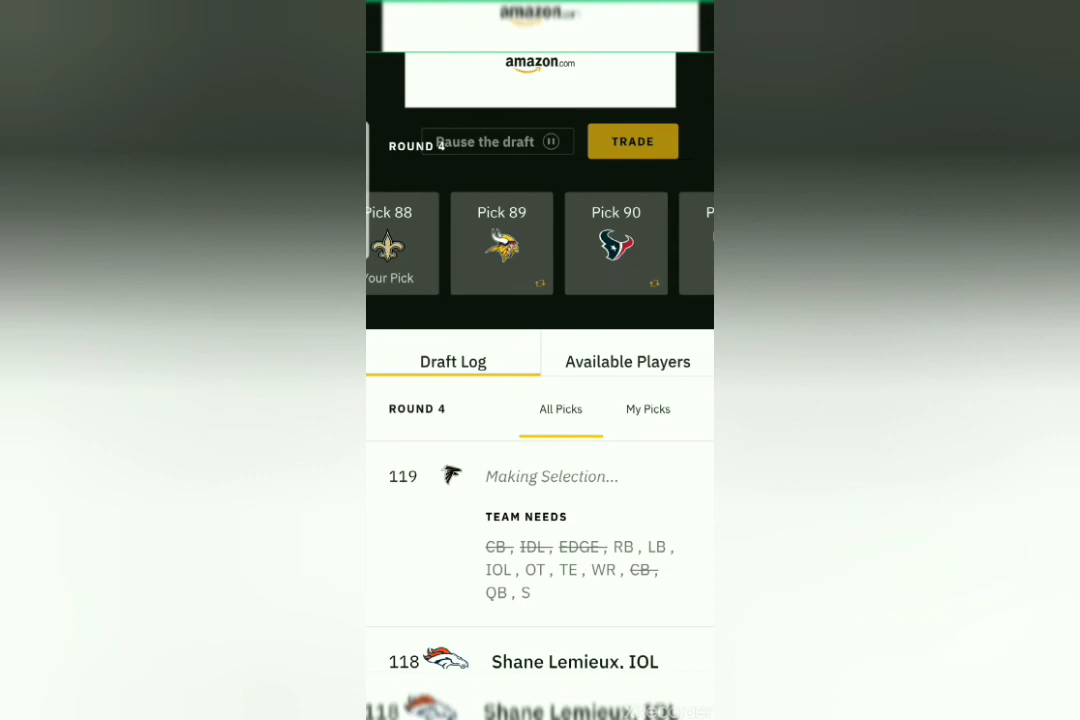 amazon.com
amazon.com
ROUND 4
Pause the draft
TRADE
Pick 88
Pick 89
Pick 90
P
Your Pick
Draft Log
Available Players
ROUND 4
All Picks
My Picks
119
Making Selection...
TEAM NEEDS
CB , IDL , EDGE , RB , LB ,
IOL , OT , TE , WR , CB ,
QB , S
118
Shane Lemieux, IOL
118
Shane Lemieux, IOL